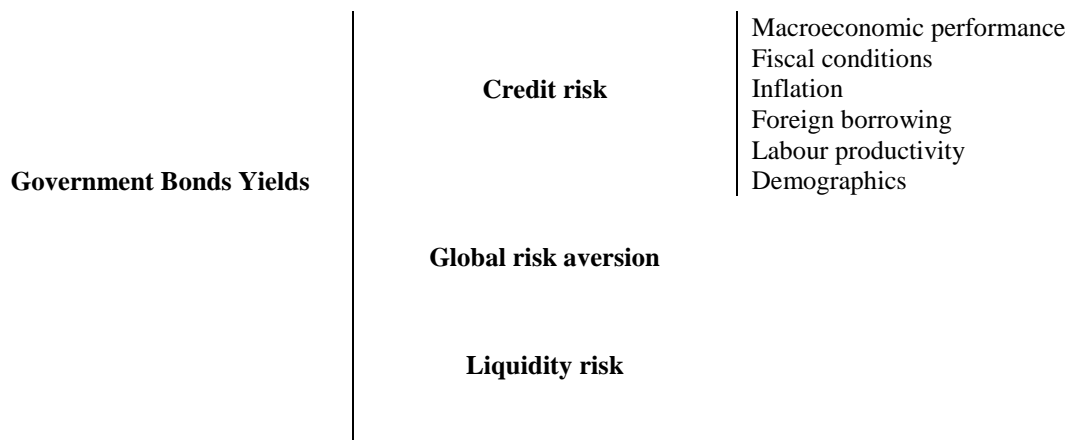 Government Bonds Yields
Credit risk
Macroeconomic performance
Fiscal conditions
Inflation
Foreign borrowing
Labour productivity
Demographics
Global risk aversion
Liquidity risk